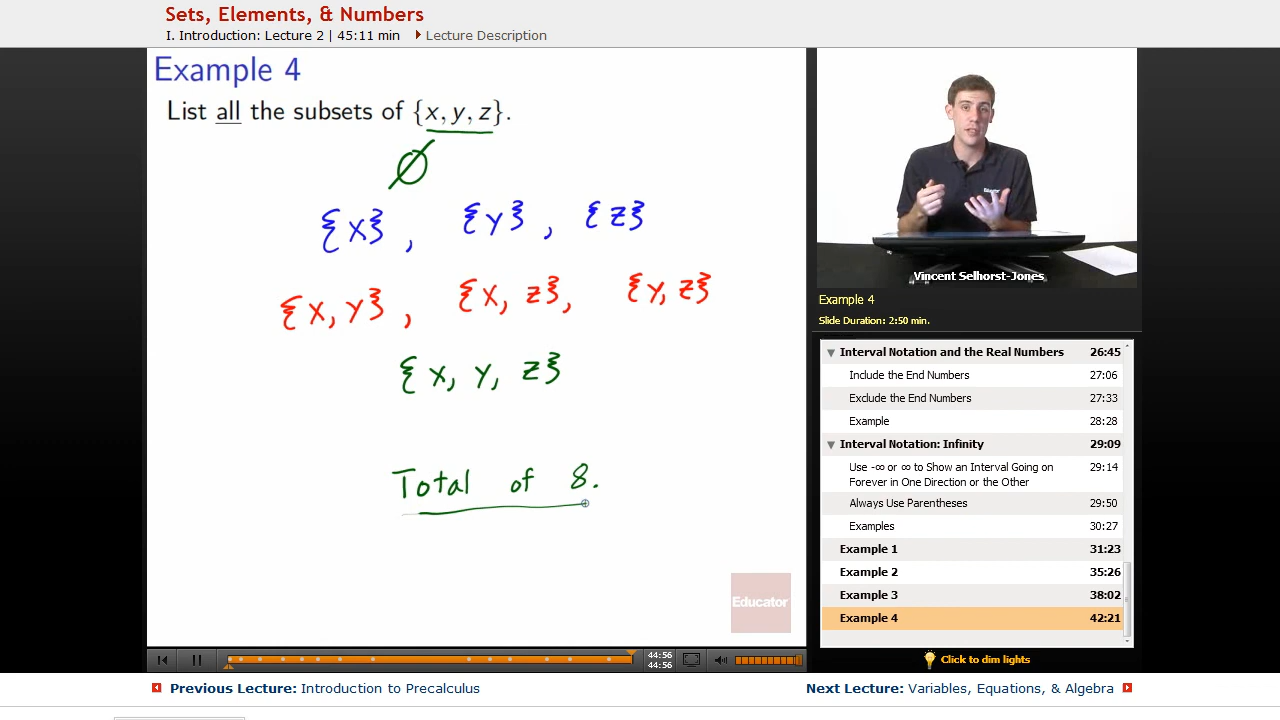 Sets, Elements, & Numbers
I. Introduction: Lecture 2 | 45:11 min Lecture Description
Example 4
List all the subsets of {x, y, z}.
∅
{x}, {y}, {z}
{x, y}, {x, z}, {y, z}
{x, y, z}
Total of 8.
Educator
Vincent Selhorst-Jones
Example 4
Slide Duration: 2:50 min.
Interval Notation and the Real Numbers 26:45
Include the End Numbers 27:06
Exclude the End Numbers 27:33
Example 28:28
Interval Notation: Infinity 29:09
Use -∞ or ∞ to Show an Interval Going on 29:14
Forever in One Direction or the Other
Always Use Parentheses 29:50
Examples 30:27
Example 1 31:23
Example 2 35:26
Example 3 38:02
Example 4 42:21
44:56
44:56
Click to dim lights
Previous Lecture: Introduction to Precalculus
Next Lecture: Variables, Equations, & Algebra